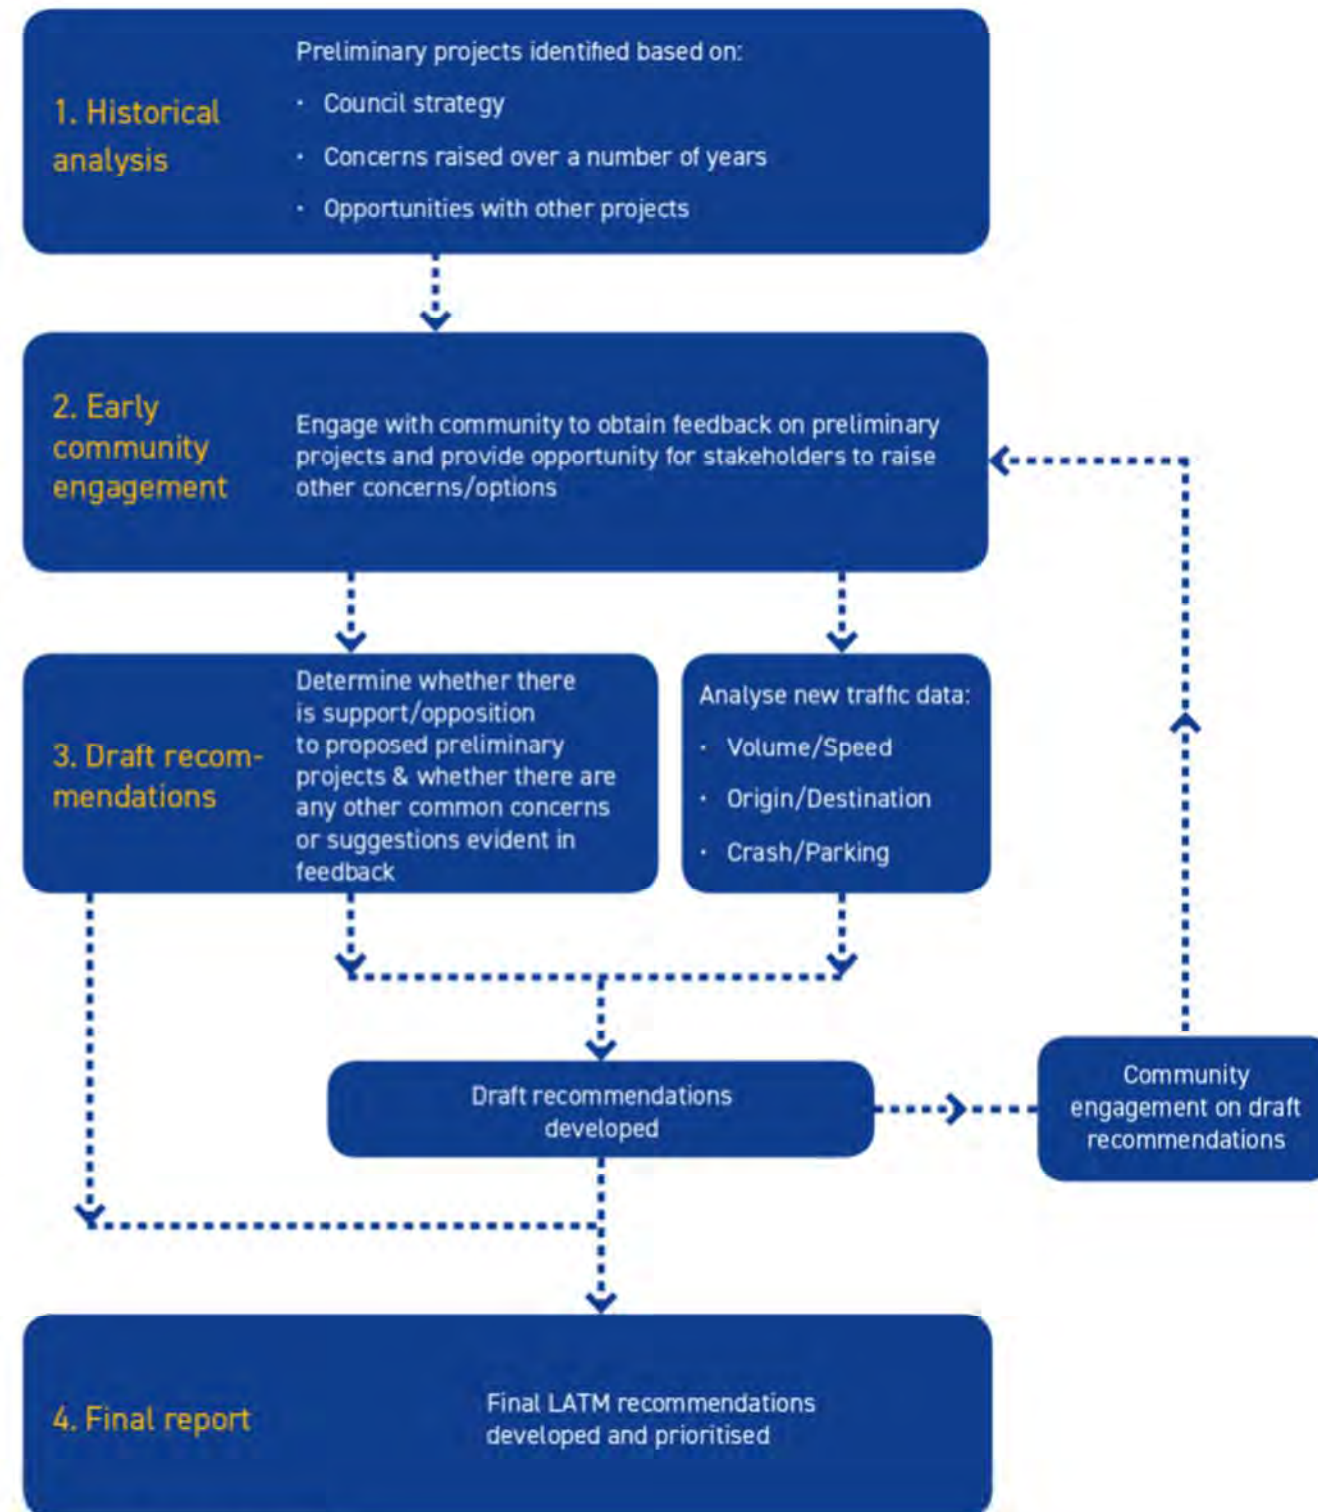 1. Historical
analysis
Preliminary projects identified based on:
· Council strategy
· Concerns raised over a number of years
· Opportunities with other projects
2. Early
community
engagement
Engage with community to obtain feedback on preliminary
projects and provide opportunity for stakeholders to raise
other concerns/options
3. Draft recom-
mendations
Determine whether there
is support/opposition
to proposed preliminary
projects & whether there are
any other common concerns
or suggestions evident in
feedback
Analyse new traffic data:
· Volume/Speed
· Origin/Destination
· Crash/Parking
Draft recommendations
developed
Community
engagement on draft
recommendations
4. Final report
Final LATM recommendations
developed and prioritised